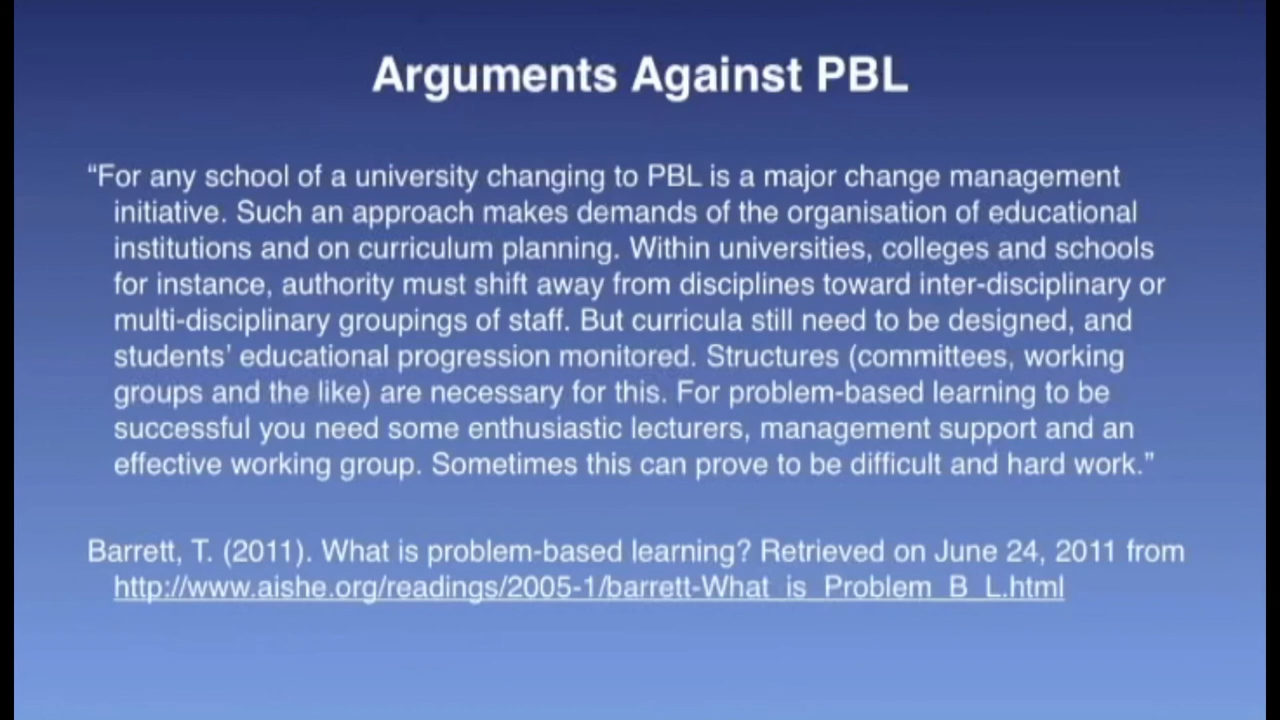 Arguments Against PBL
“For any school of a university changing to PBL is a major change management
initiative. Such an approach makes demands of the organisation of educational
institutions and on curriculum planning. Within universities, colleges and schools
for instance, authority must shift away from disciplines toward inter-disciplinary or
multi-disciplinary groupings of staff. But curricula still need to be designed, and
students’ educational progression monitored. Structures (committees, working
groups and the like) are necessary for this. For problem-based learning to be
successful you need some enthusiastic lecturers, management support and an
effective working group. Sometimes this can prove to be difficult and hard work.”
Barrett, T. (2011). What is problem-based learning? Retrieved on June 24, 2011 from
http://www.aishe.org/readings/2005-1/barrett-What_is_Problem_B_L.html